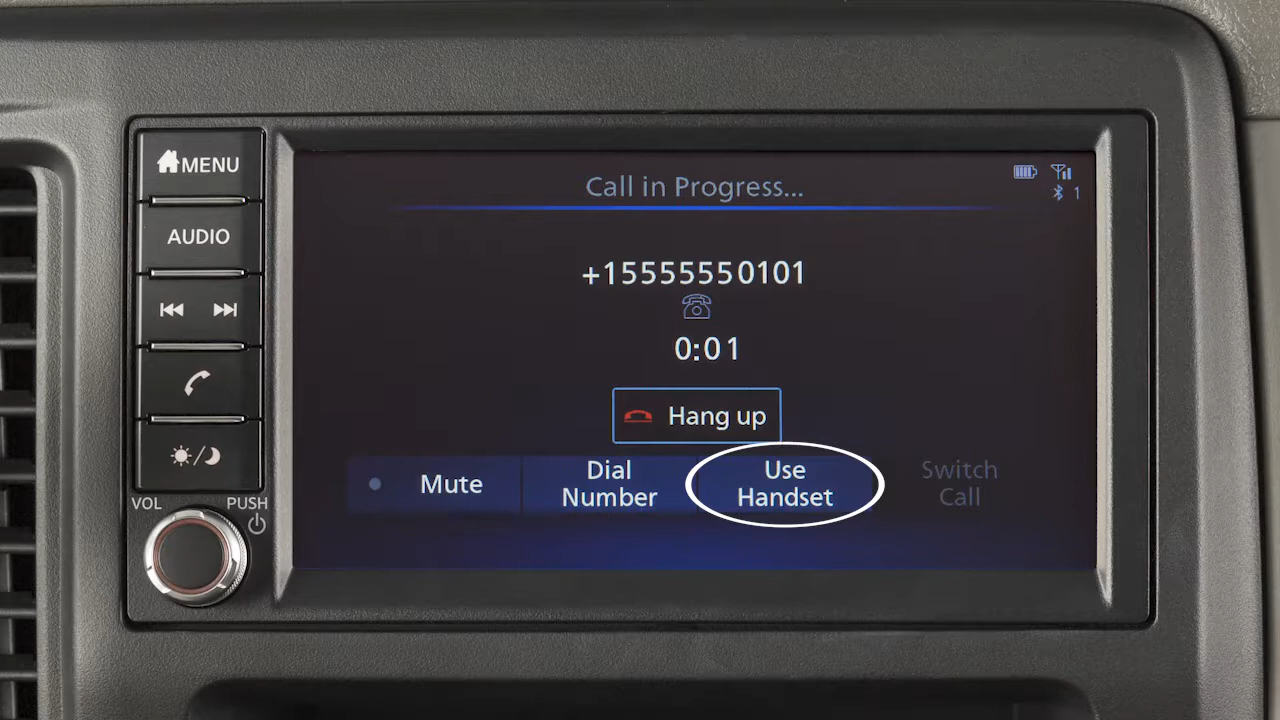 MENU
AUDIO
VOL
PUSH
Call in Progress...
1
+15555550101
0:01
Hang up
Mute
Dial
Number
Use
Handset
Switch
Call